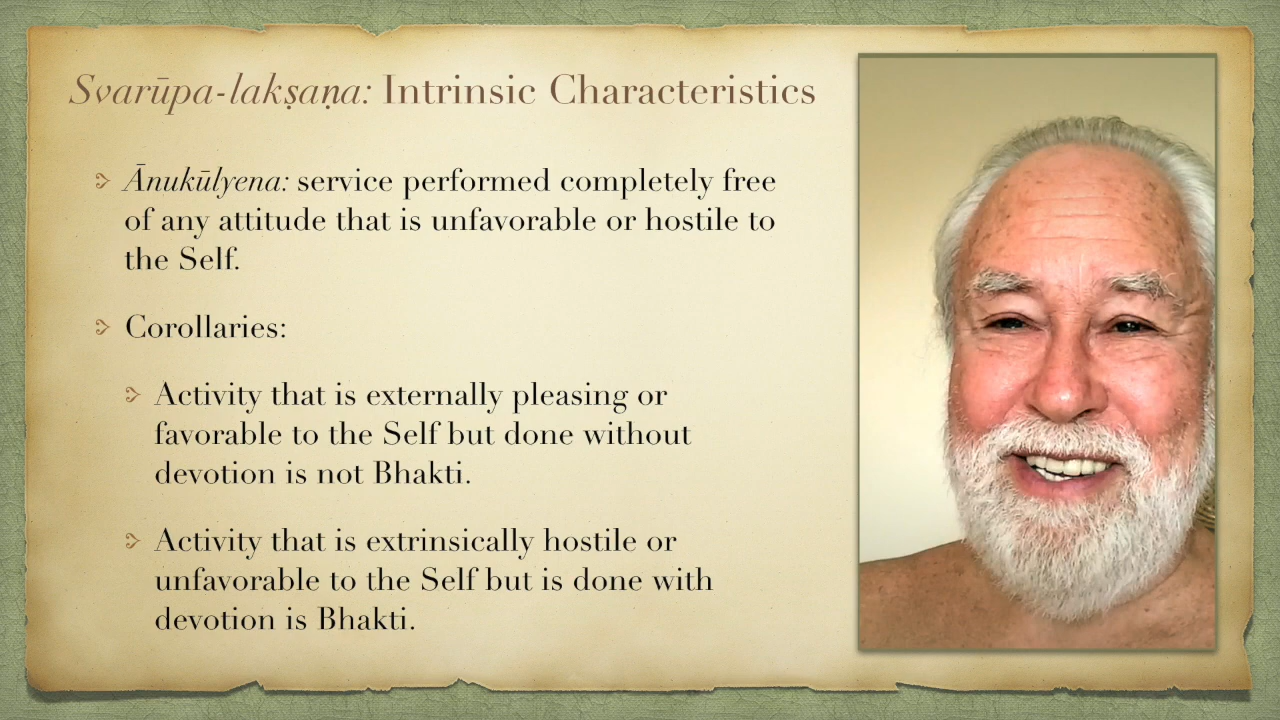 Svarūpa-lakṣaṇa: Intrinsic Characteristics
Ānukūlyena: service performed completely free
of any attitude that is unfavorable or hostile to
the Self.
Corollaries:
Activity that is externally pleasing or
favorable to the Self but done without
devotion is not Bhakti.
Activity that is extrinsically hostile or
unfavorable to the Self but is done with
devotion is Bhakti.